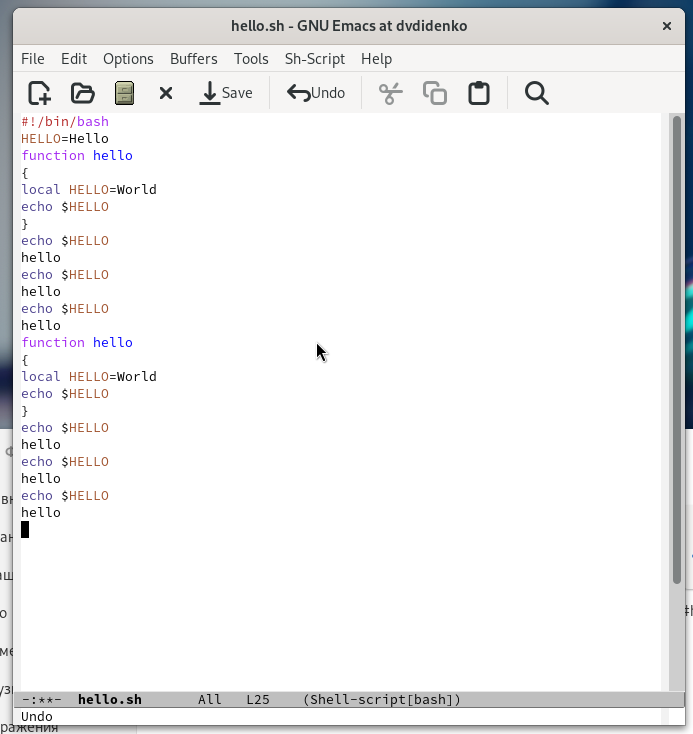 hello.sh - GNU Emacs at dvdidenko
File Edit Options Buffers Tools Sh-Script Help
Save Undo
#!/bin/bash
HELLO=Hello
function hello
{
local HELLO=World
echo $HELLO
}
echo $HELLO
hello
echo $HELLO
hello
echo $HELLO
hello
function hello
{
local HELLO=World
echo $HELLO
}
echo $HELLO
hello
echo $HELLO
hello
echo $HELLO
hello
-:**- hello.sh All L25 (Shell-script[bash])
Undo